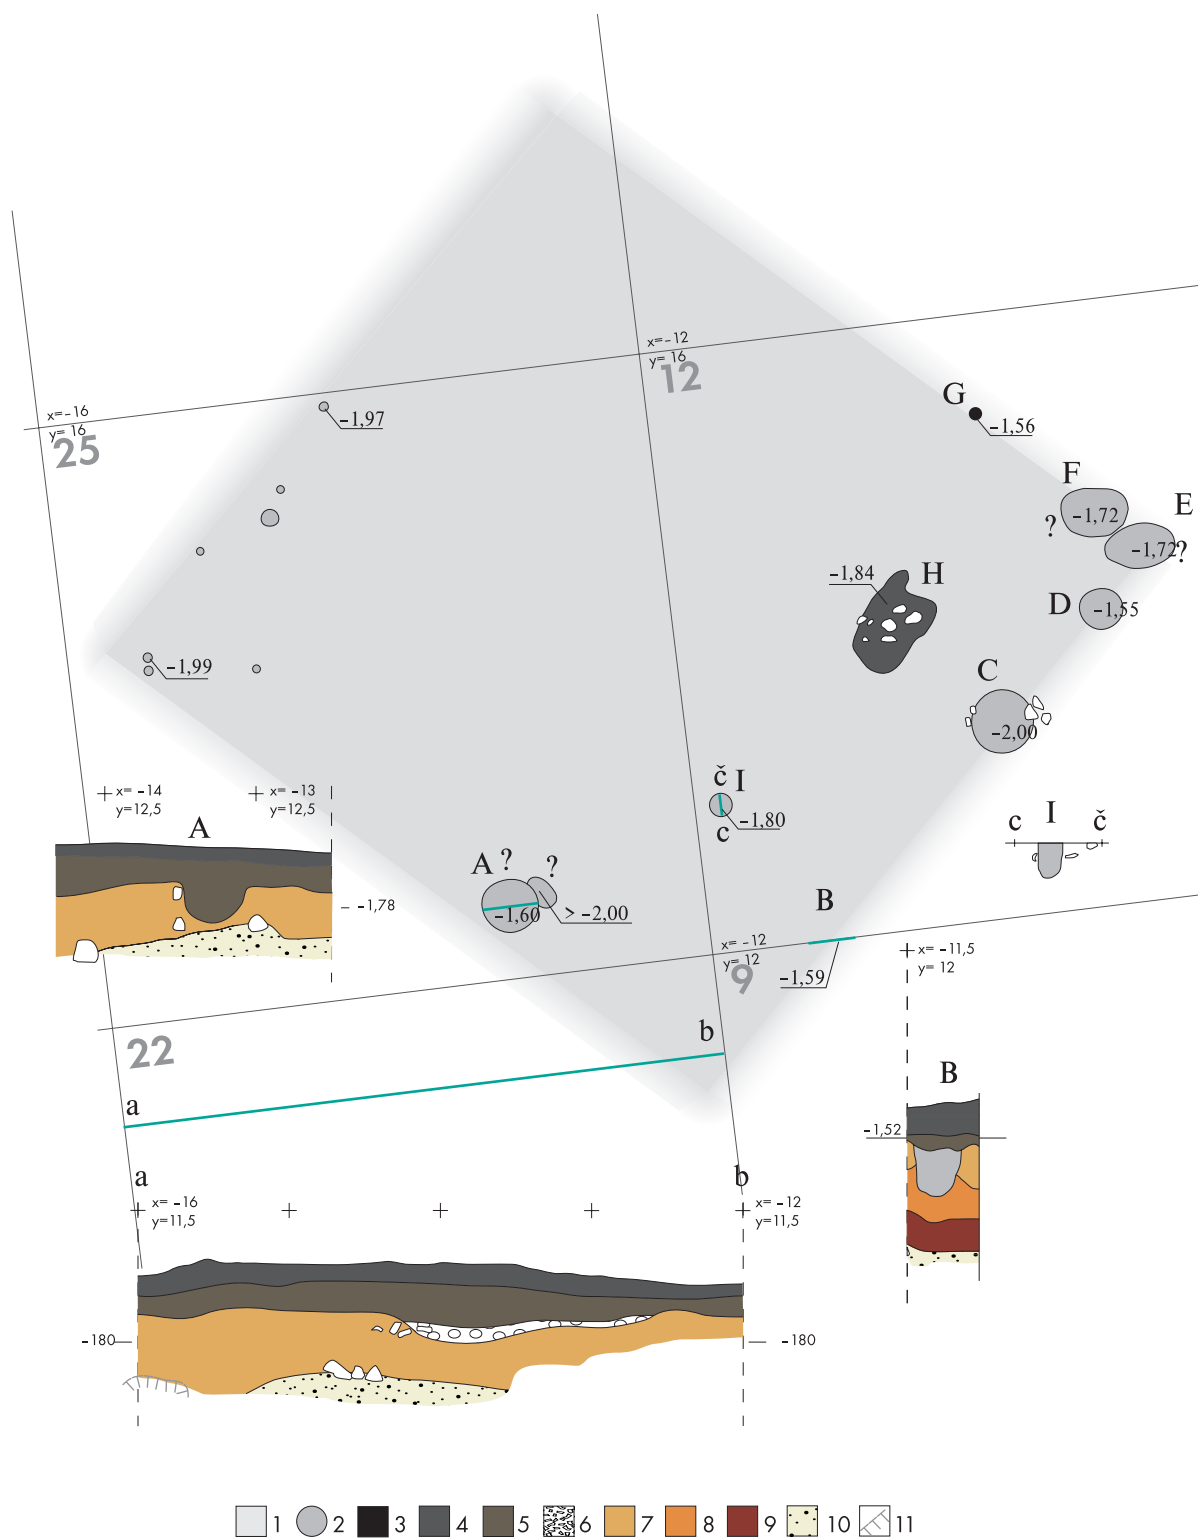 x=-12
y= 16
12
x=-16
y= 16
25
-1,97
G
-1,56
F
-1,72
?
E
-1,72
?
-1,84
H
D
-1,55
-1,99
C
-2,00
č
I
-1,80
c
x= -14
y=12,5
x= -13
y=12,5
A
-1,78
A
?
?
-1,60
> -2,00
c
I
č
B
x= -12
y= 12
9
-1,59
x= -11,5
y= 12
22
b
a
B
-1,52
a
x= -16
y=11,5
b
x= -12
y=11,5
-180
-180
1
2
3
4
5
6
7
8
9
10
11